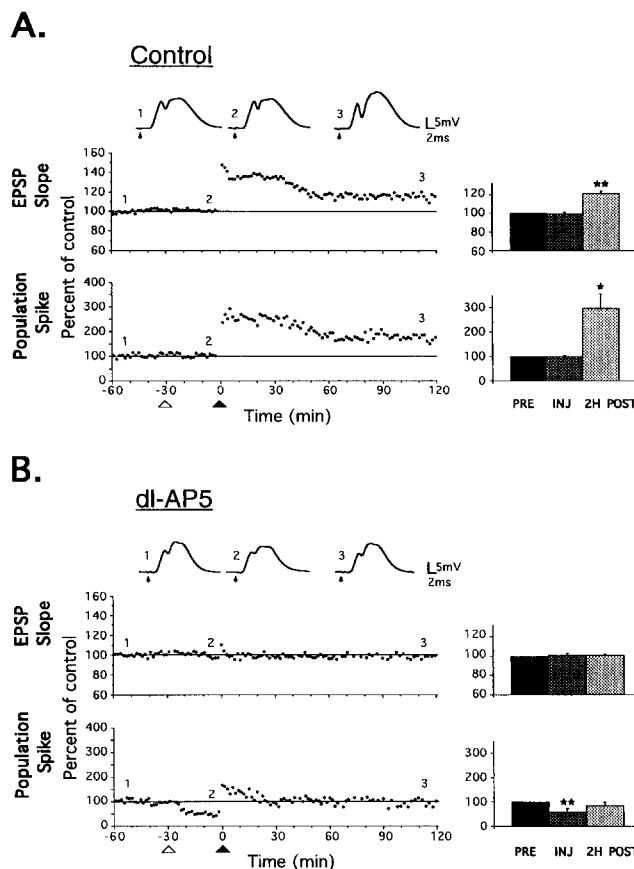 A.
Control
1 2 3 5mV
2ms
EPSP Slope
Population Spike
Percent of control
160
140
120
100
80
60
1 2 3
120
100
80
60
★★
400
300
200
100
0
1 2 3
300
200
100
0
★
-60 -30 0 30 60 90 120
Time (min)
PRE INJ 2H POST
B.
dl-AP5
1 2 3 5mV
2ms
EPSP Slope
Population Spike
Percent of control
160
140
120
100
80
60
1 2 3
120
100
80
60
400
300
200
100
0
1 2 3
300
200
100
0
★★
-60 -30 0 30 60 90 120
Time (min)
PRE INJ 2H POST